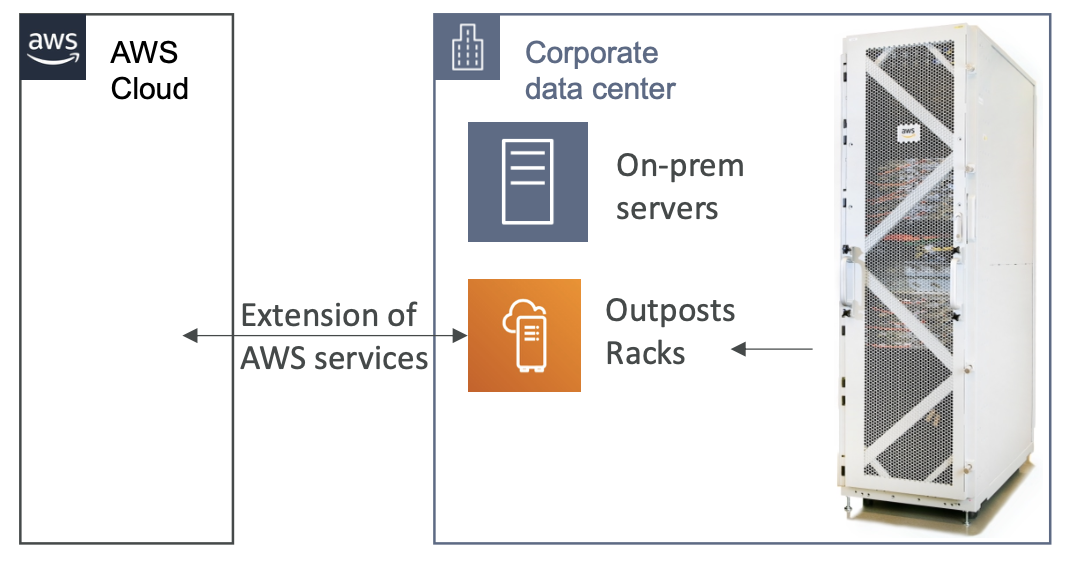 aws
AWS
Cloud
Corporate
data center
On-prem
servers
aws
Extension of
AWS services
Outposts
Racks